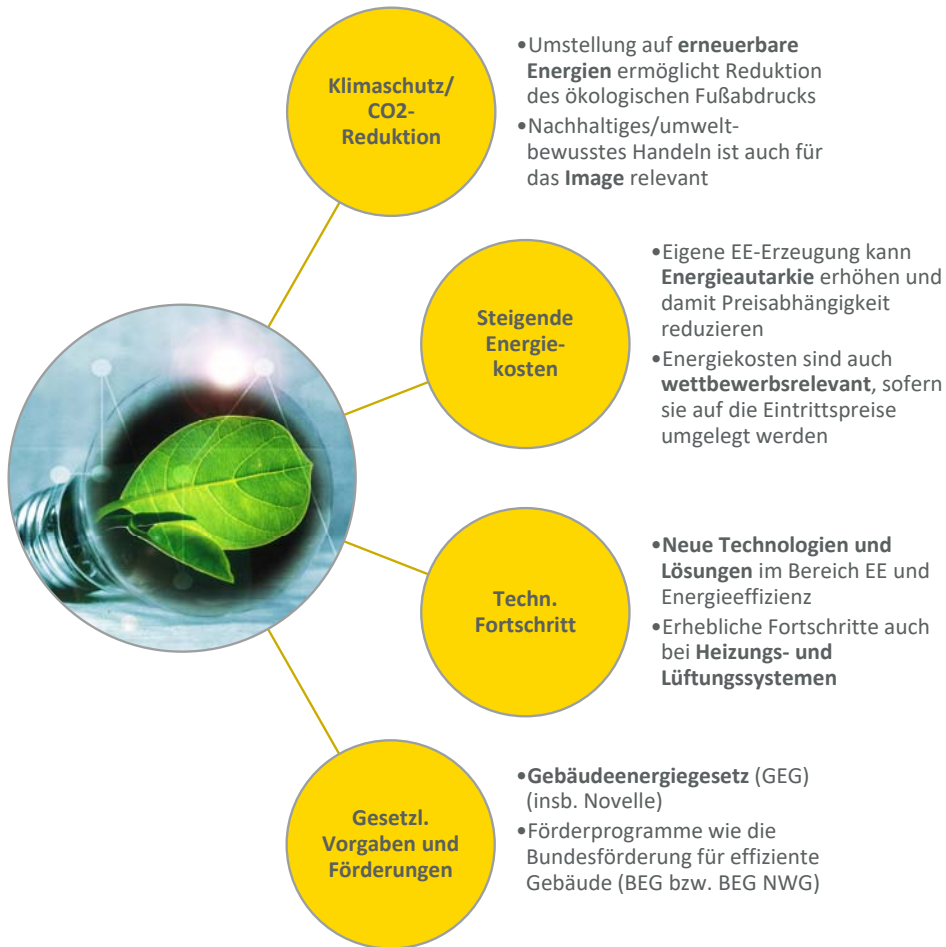 Klimaschutz/
CO2-
Reduktion
•Umstellung auf erneuerbare
Energien ermöglicht Reduktion
des ökologischen Fußabdrucks
•Nachhaltiges/umwelt-
bewusstes Handeln ist auch für
das Image relevant
Steigende
Energie-
kosten
•Eigene EE-Erzeugung kann
Energieautarkie erhöhen und
damit Preisabhängigkeit
reduzieren
•Energiekosten sind auch
wettbewerbsrelevant, sofern
sie auf die Eintrittspreise
umgelegt werden
Techn.
Fortschritt
•Neue Technologien und
Lösungen im Bereich EE und
Energieeffizienz
•Erhebliche Fortschritte auch
bei Heizungs- und
Lüftungssystemen
Gesetzl.
Vorgaben und
Förderungen
•Gebäudeenergiegesetz (GEG)
(insb. Novelle)
•Förderprogramme wie die
Bundesförderung für effiziente
Gebäude (BEG bzw. BEG NWG)